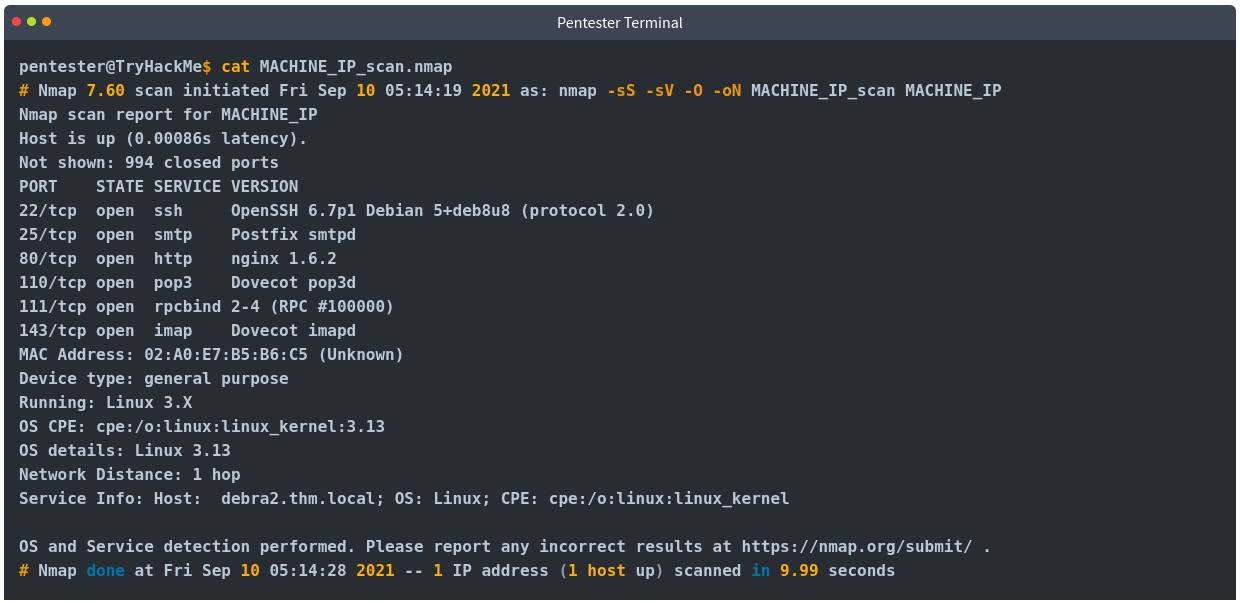 Pentester Terminal
pentester@TryHackMe$ cat MACHINE_IP_scan.nmap
# Nmap 7.60 scan initiated Fri Sep 10 05:14:19 2021 as: nmap -sS -sV -O -oN MACHINE_IP_scan MACHINE_IP
Nmap scan report for MACHINE_IP
Host is up (0.00086s latency).
Not shown: 994 closed ports
PORT    STATE SERVICE VERSION
22/tcp  open  ssh     OpenSSH 6.7p1 Debian 5+deb8u8 (protocol 2.0)
25/tcp  open  smtp    Postfix smtpd
80/tcp  open  http    nginx 1.6.2
110/tcp open  pop3    Dovecot pop3d
111/tcp open  rpcbind 2-4 (RPC #100000)
143/tcp open  imap    Dovecot imapd
MAC Address: 02:A0:E7:B5:B6:C5 (Unknown)
Device type: general purpose
Running: Linux 3.X
OS CPE: cpe:/o:linux:linux_kernel:3.13
OS details: Linux 3.13
Network Distance: 1 hop
Service Info: Host:  debra2.thm.local; OS: Linux; CPE: cpe:/o:linux:linux_kernel
OS and Service detection performed. Please report any incorrect results at https://nmap.org/submit/ .
# Nmap done at Fri Sep 10 05:14:28 2021 -- 1 IP address (1 host up) scanned in 9.99 seconds